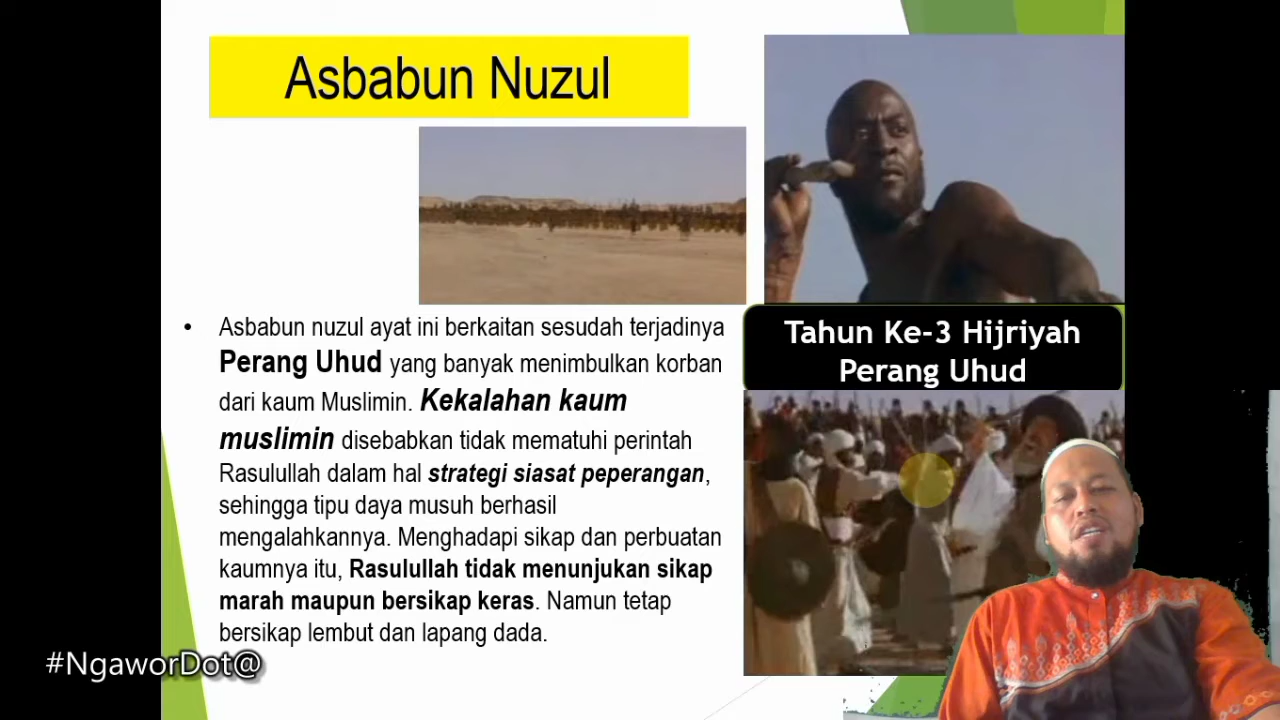 Asbabun Nuzul
Tahun Ke-3 Hijriyah
Perang Uhud
• Asbabun nuzul ayat ini berkaitan sesudah terjadinya
Perang Uhud yang banyak menimbulkan korban
dari kaum Muslimin. Kekalahan kaum
muslimin disebabkan tidak mematuhi perintah
Rasulullah dalam hal strategi siasat peperangan,
sehingga tipu daya musuh berhasil
mengalahkannya. Menghadapi sikap dan perbuatan
kaumnya itu, Rasulullah tidak menunjukan sikap
marah maupun bersikap keras. Namun tetap
bersikap lembut dan lapang dada.
#NgaworDot@